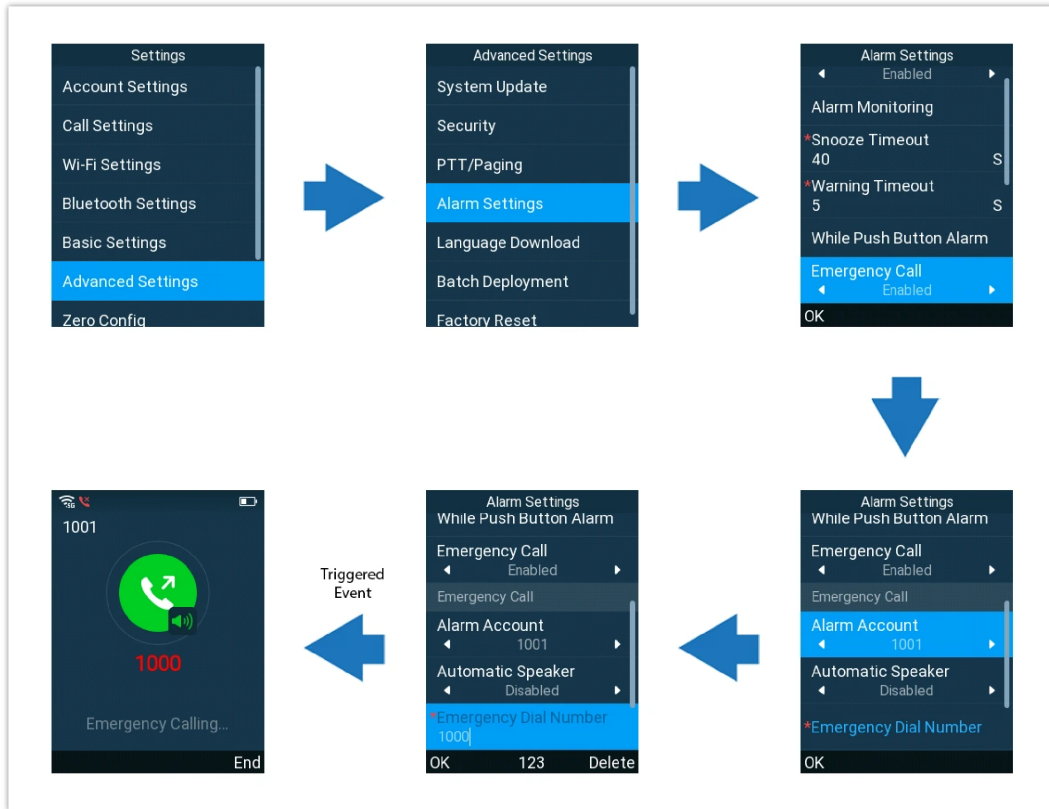 Settings
Account Settings
Call Settings
Wi-Fi Settings
Bluetooth Settings
Basic Settings
Advanced Settings
Zero Config
Advanced Settings
System Update
Security
PTT/Paging
Alarm Settings
Language Download
Batch Deployment
Factory Reset
Alarm Settings
Enabled
Alarm Monitoring
*Snooze Timeout
40 S
*Warning Timeout
5 S
While Push Button Alarm
Emergency Call
Enabled
OK
5G
1001
1000
Emergency Calling...
End
Triggered
Event
Alarm Settings
While Push Button Alarm
Emergency Call
Enabled
Emergency Call
Alarm Account
1001
Automatic Speaker
Disabled
*Emergency Dial Number
1000
OK 123 Delete
Alarm Settings
While Push Button Alarm
Emergency Call
Enabled
Emergency Call
Alarm Account
1001
Automatic Speaker
Disabled
*Emergency Dial Number
OK